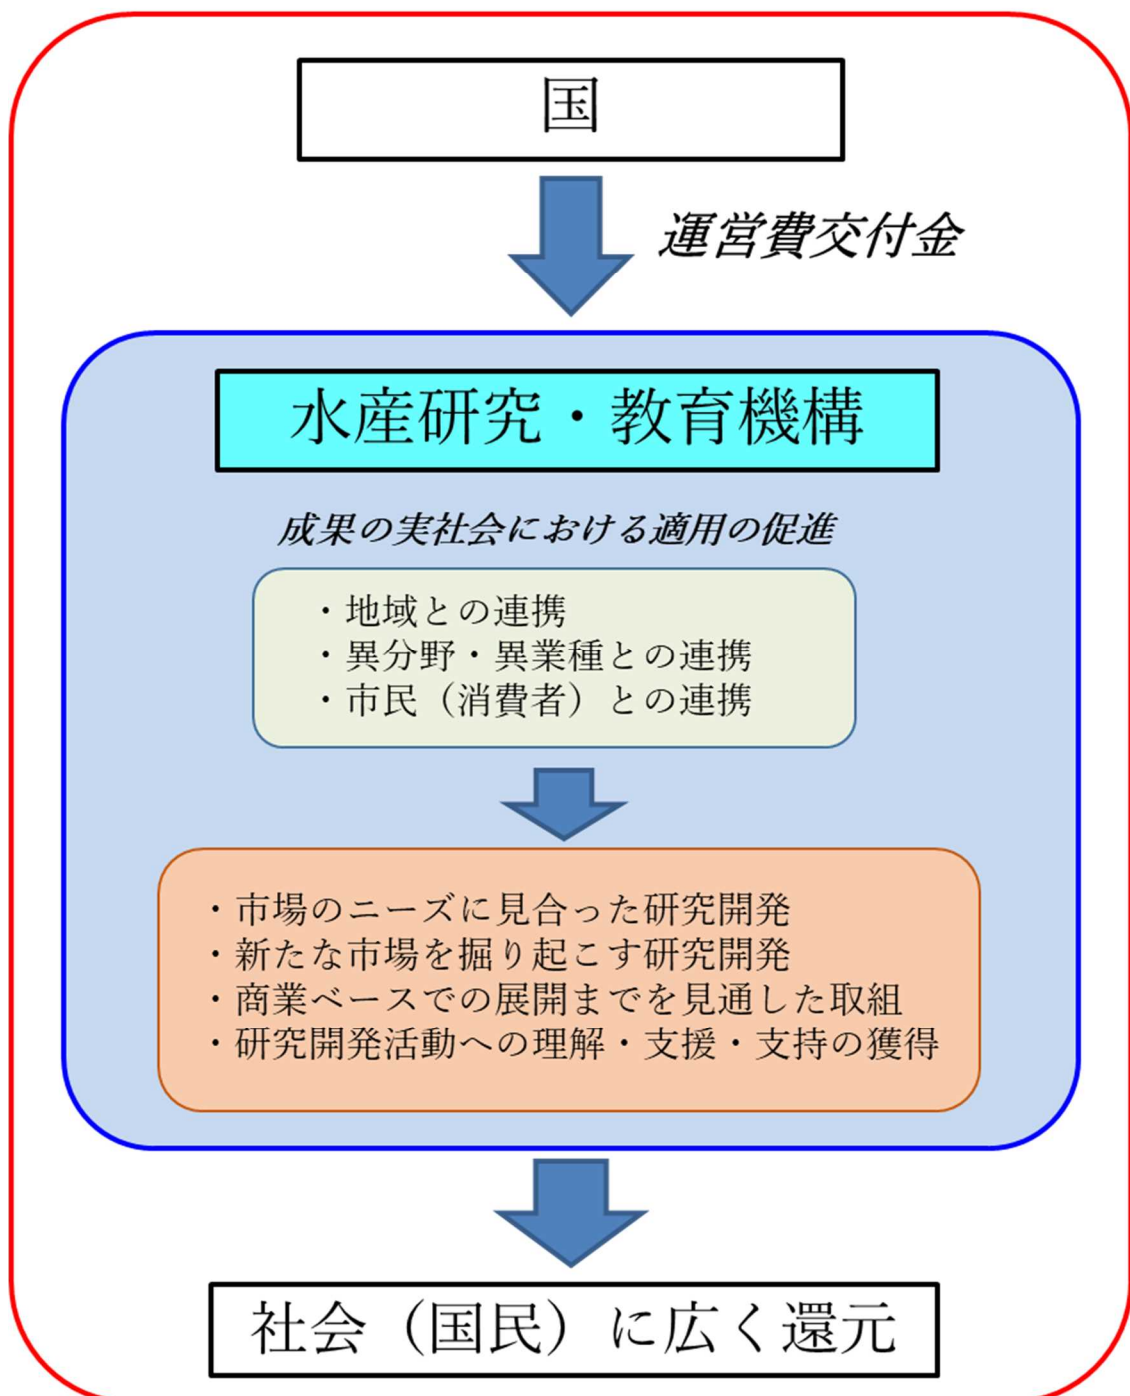 国
運営費交付金
水産研究・教育機構
成果の実社会における適用の促進
・地域との連携
・異分野・異業種との連携
・市民（消費者）との連携
・市場のニーズに見合った研究開発
・新たな市場を掘り起こす研究開発
・商業ベースでの展開までを見通した取組
・研究開発活動への理解・支援・支持の獲得
社会（国民）に広く還元